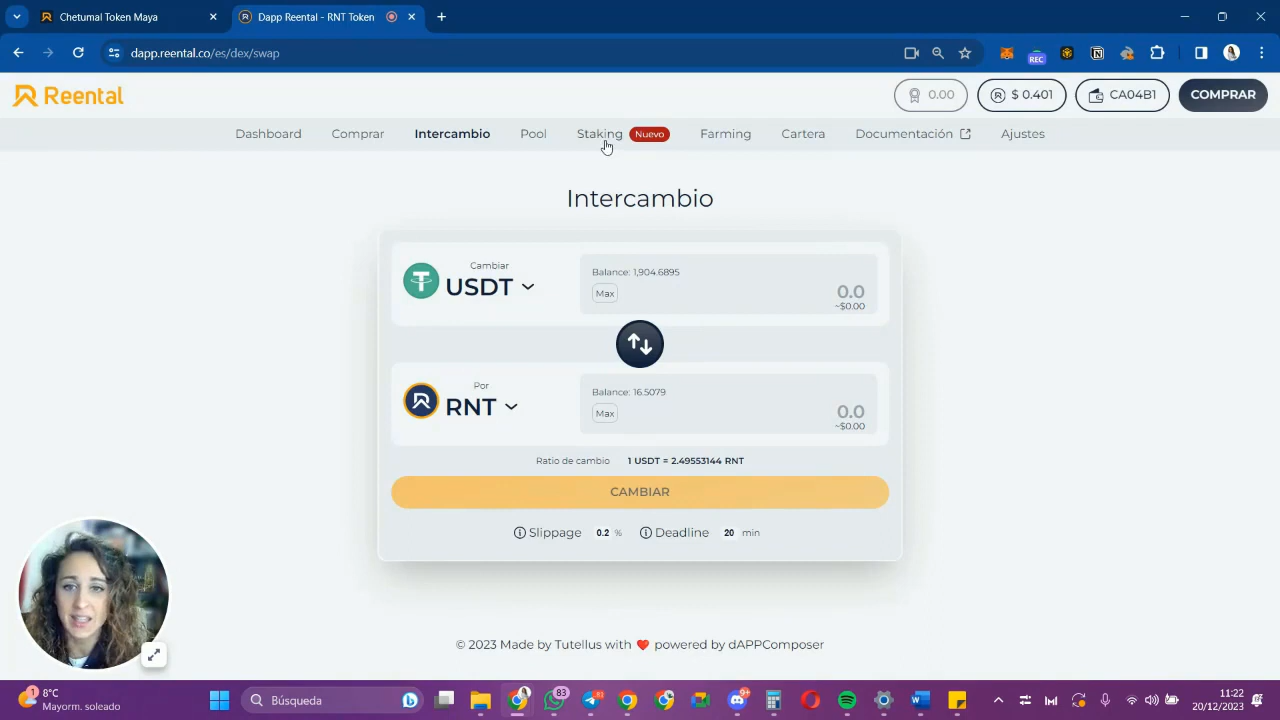 Chetumal Token Maya
Dapp Reental - RNT Token
dapp.reental.co/es/dex/swap
REC
Reental
0.00
$ 0.401
CA04B1
COMPRAR
Dashboard
Comprar
Intercambio
Pool
Staking
Nuevo
Farming
Cartera
Documentación
Ajustes
Intercambio
Cambiar
USDT
Balance: 1,904.6895
Max
0.0
~$0.00
Por
RNT
Balance: 16.5079
Max
0.0
~$0.00
Ratio de cambio 1 USDT = 2.49553144 RNT
CAMBIAR
Slippage 0.2 % Deadline 20 min
© 2023 Made by Tutellus with ❤️ powered by dAPPComposer
1
8°C
Mayorm. soleado
Búsqueda
83
11:22
20/12/2023